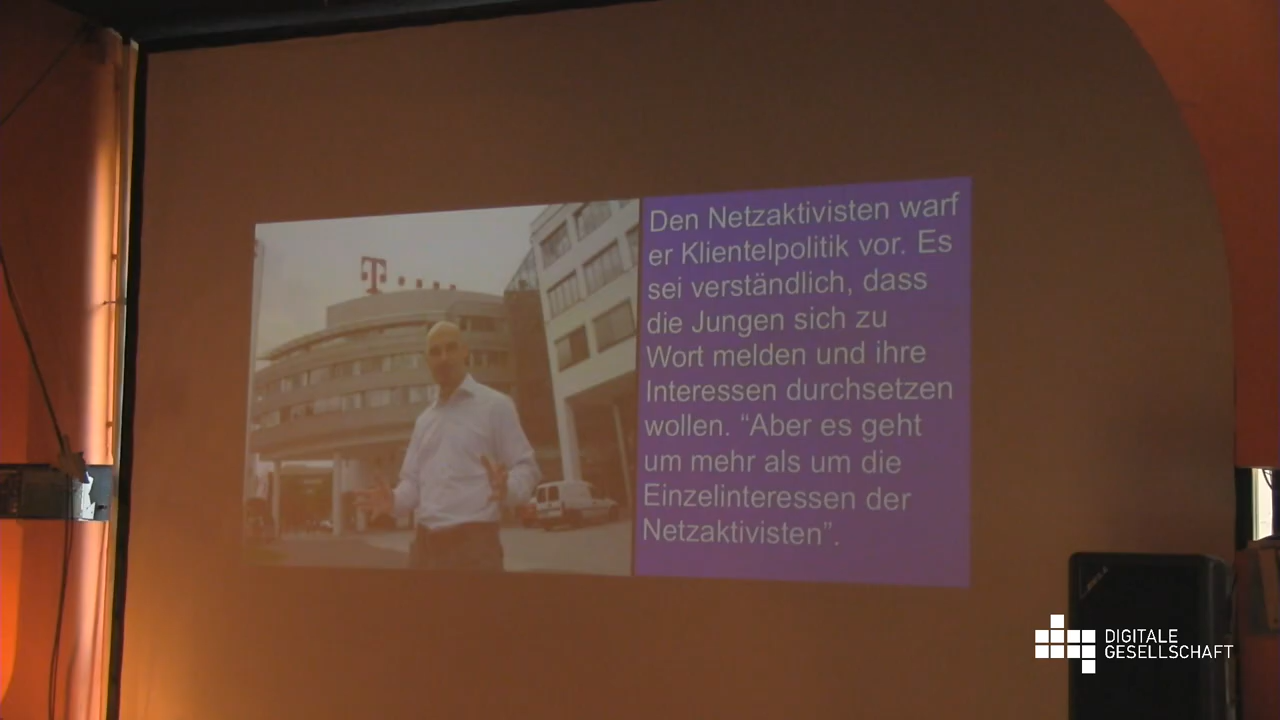 T
Den Netzaktivisten warf
er Klientelpolitik vor. Es
sei verständlich, dass
die Jungen sich zu
Wort melden und ihre
Interessen durchsetzen
wollen. “Aber es geht
um mehr als um die
Einzelinteressen der
Netzaktivisten”.
DIGITALE
GESELLSCHAFT